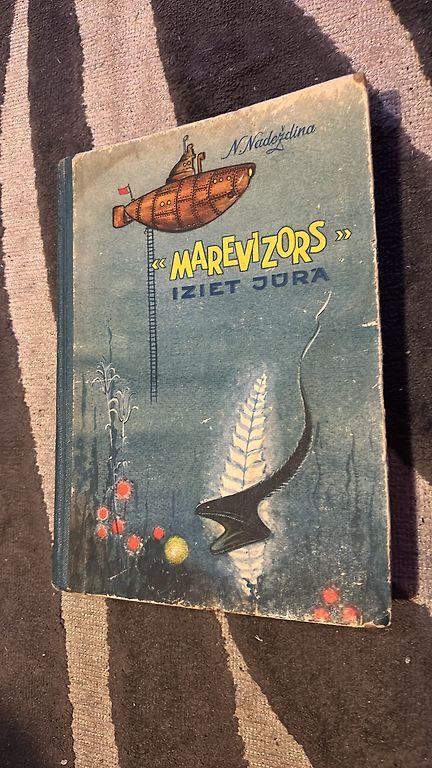 N. Nadeždina
« MAREVIZORS »
IZIET JŪRĀ